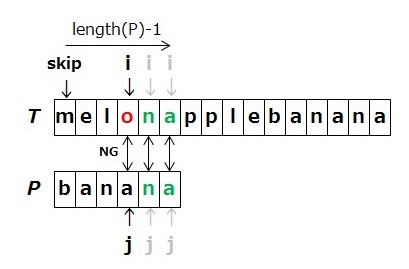 length(P)-1
skip i i i
T m e l o n a p p l e b a n a n a
NG
P b a n a n a
j j j